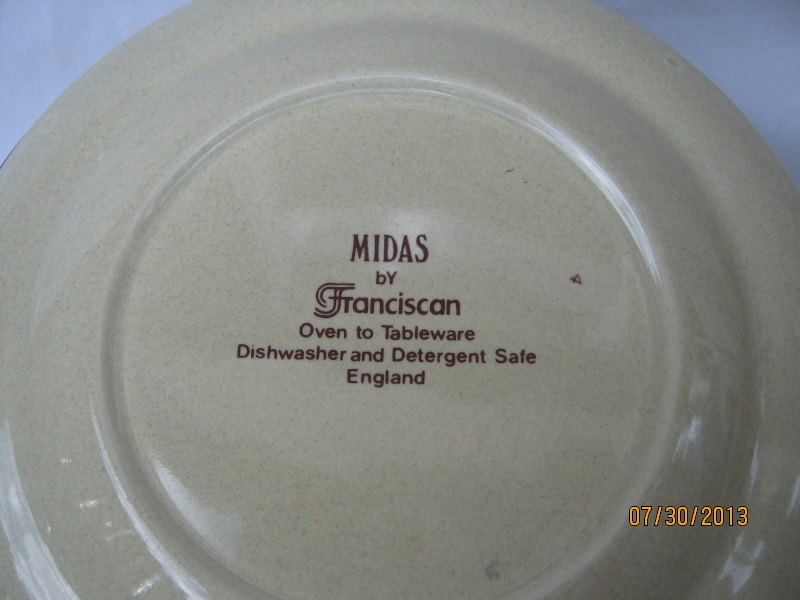 MIDAS
bY
Franciscan
Oven to Tableware
Dishwasher and Detergent Safe
England
07/30/2013